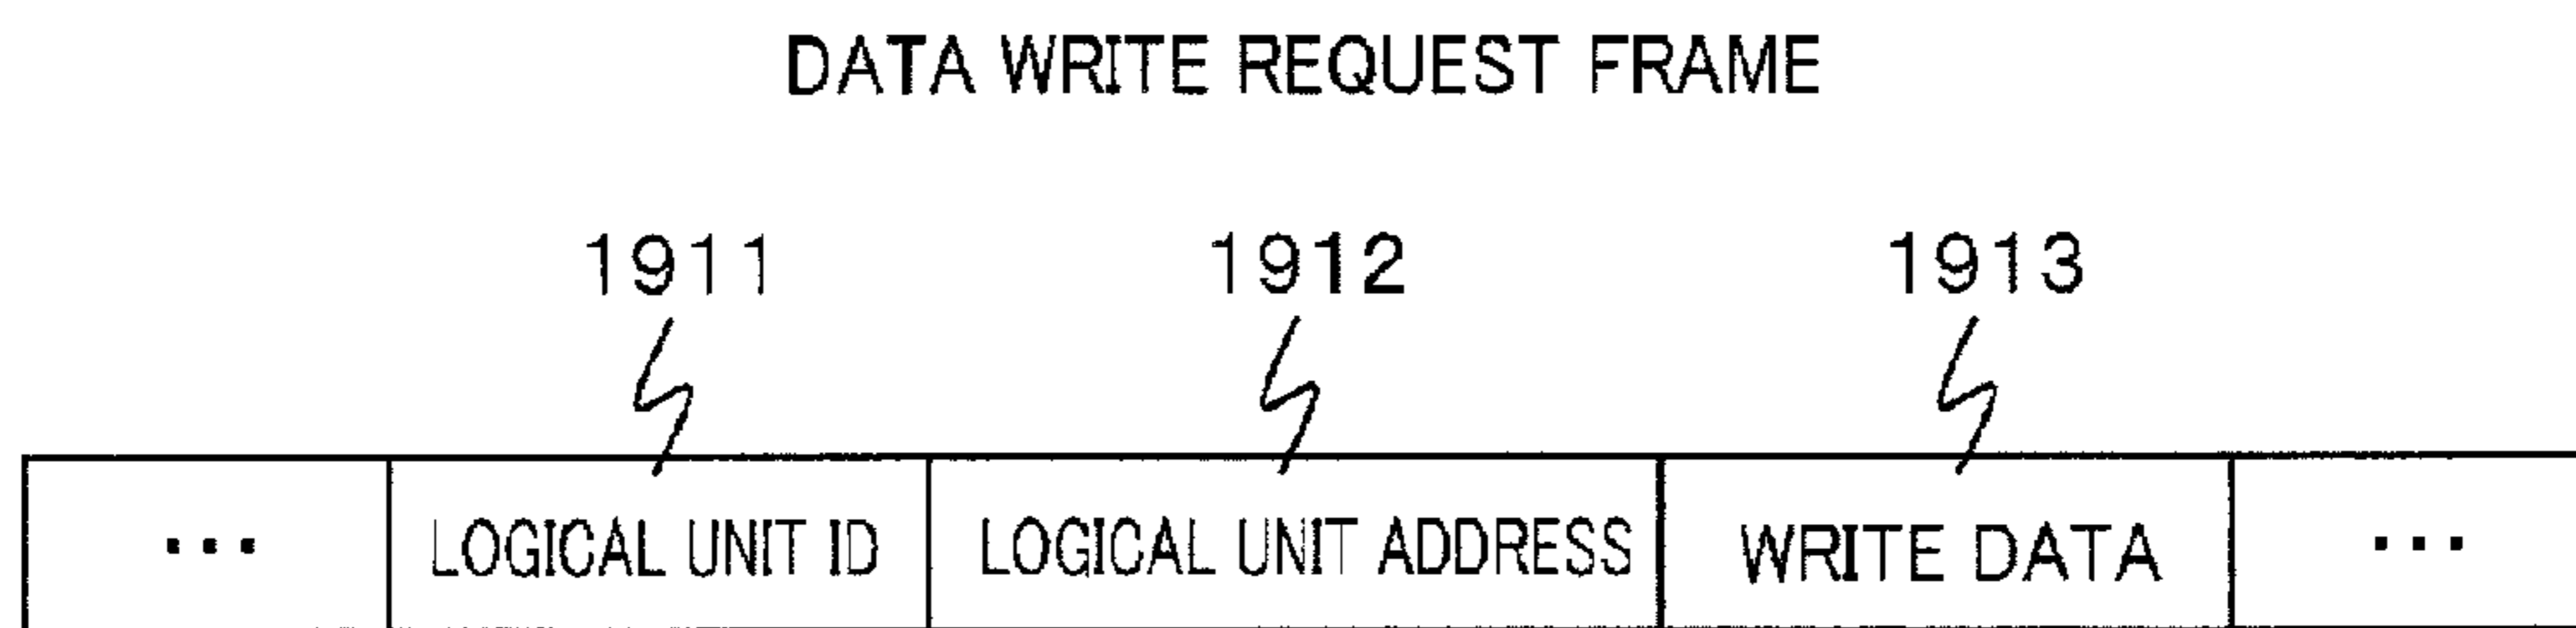 DATA WRITE REQUEST FRAME
1911 1912 1913
... LOGICAL UNIT ID LOGICAL UNIT ADDRESS WRITE DATA ...